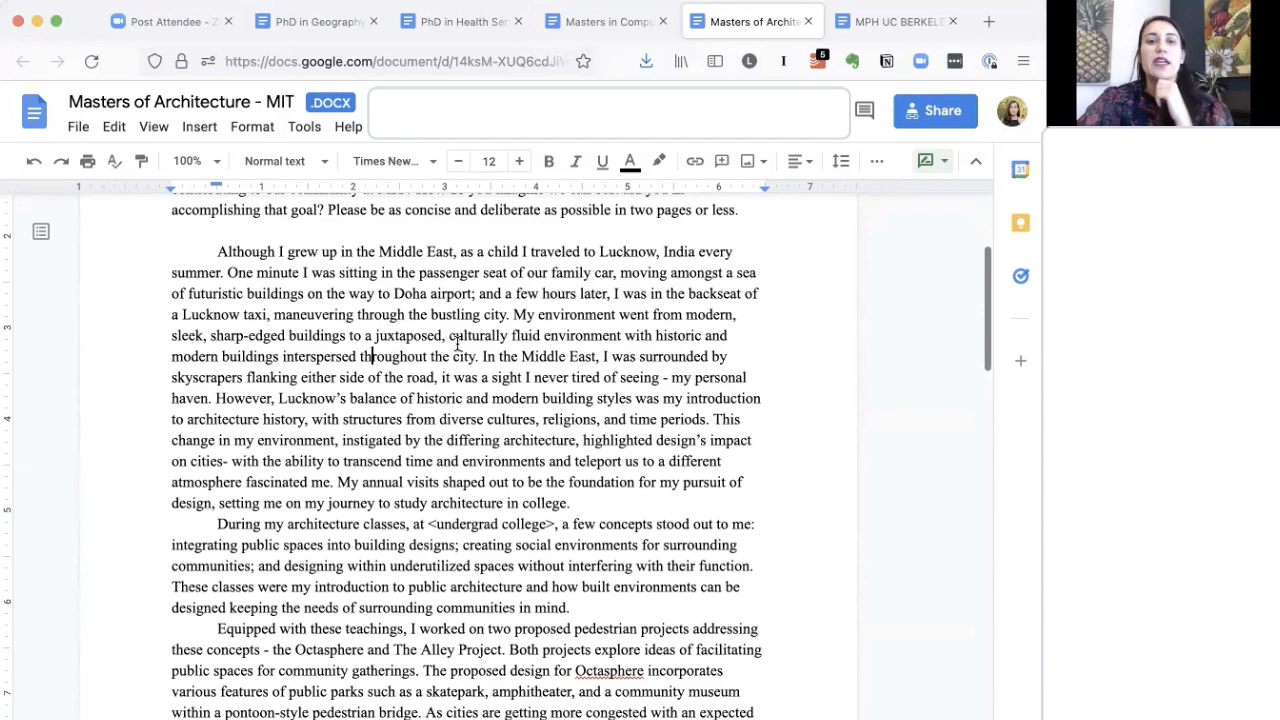 Post Attendee - Z
PhD in Geography
PhD in Health Ser
Masters in Compu
Masters of Archite
MPH UC BERKELE
https://docs.google.com/document/d/14ksM-XUQ6cdJiV
5
Masters of Architecture - MIT .DOCX
Share
File Edit View Insert Format Tools Help
100% Normal text Times New... 12
1 1 2 3 4 5 6 7
accomplishing that goal? Please be as concise and deliberate as possible in two pages or less.
Although I grew up in the Middle East, as a child I traveled to Lucknow, India every
summer. One minute I was sitting in the passenger seat of our family car, moving amongst a sea
of futuristic buildings on the way to Doha airport; and a few hours later, I was in the backseat of
a Lucknow taxi, maneuvering through the bustling city. My environment went from modern,
sleek, sharp-edged buildings to a juxtaposed, culturally fluid environment with historic and
modern buildings interspersed throughout the city. In the Middle East, I was surrounded by
skyscrapers flanking either side of the road, it was a sight I never tired of seeing - my personal
haven. However, Lucknow's balance of historic and modern building styles was my introduction
to architecture history, with structures from diverse cultures, religions, and time periods. This
change in my environment, instigated by the differing architecture, highlighted design's impact
on cities- with the ability to transcend time and environments and teleport us to a different
atmosphere fascinated me. My annual visits shaped out to be the foundation for my pursuit of
design, setting me on my journey to study architecture in college.
During my architecture classes, at <undergrad college>, a few concepts stood out to me:
integrating public spaces into building designs; creating social environments for surrounding
communities; and designing within underutilized spaces without interfering with their function.
These classes were my introduction to public architecture and how built environments can be
designed keeping the needs of surrounding communities in mind.
Equipped with these teachings, I worked on two proposed pedestrian projects addressing
these concepts - the Octasphere and The Alley Project. Both projects explore ideas of facilitating
public spaces for community gatherings. The proposed design for Octasphere incorporates
various features of public parks such as a skatepark, amphitheater, and a community museum
within a pontoon-style pedestrian bridge. As cities are getting more congested with an expected